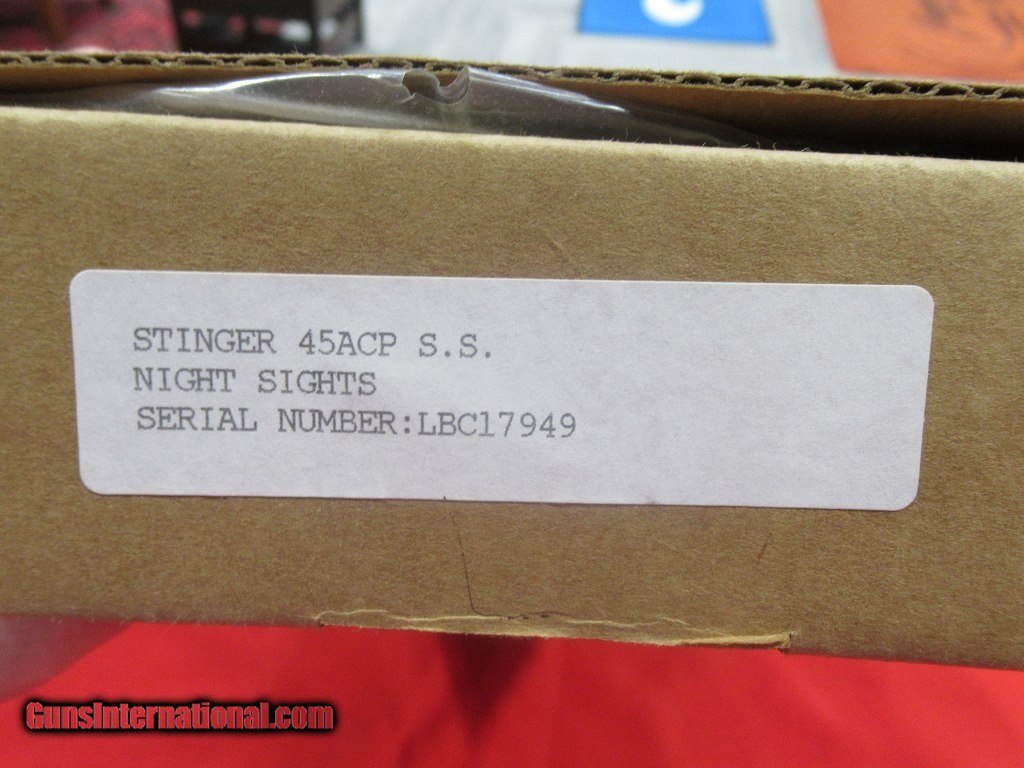 STINGER 45ACP S.S.
NIGHT SIGHTS
SERIAL NUMBER:LBC17949
GunsInternational.com